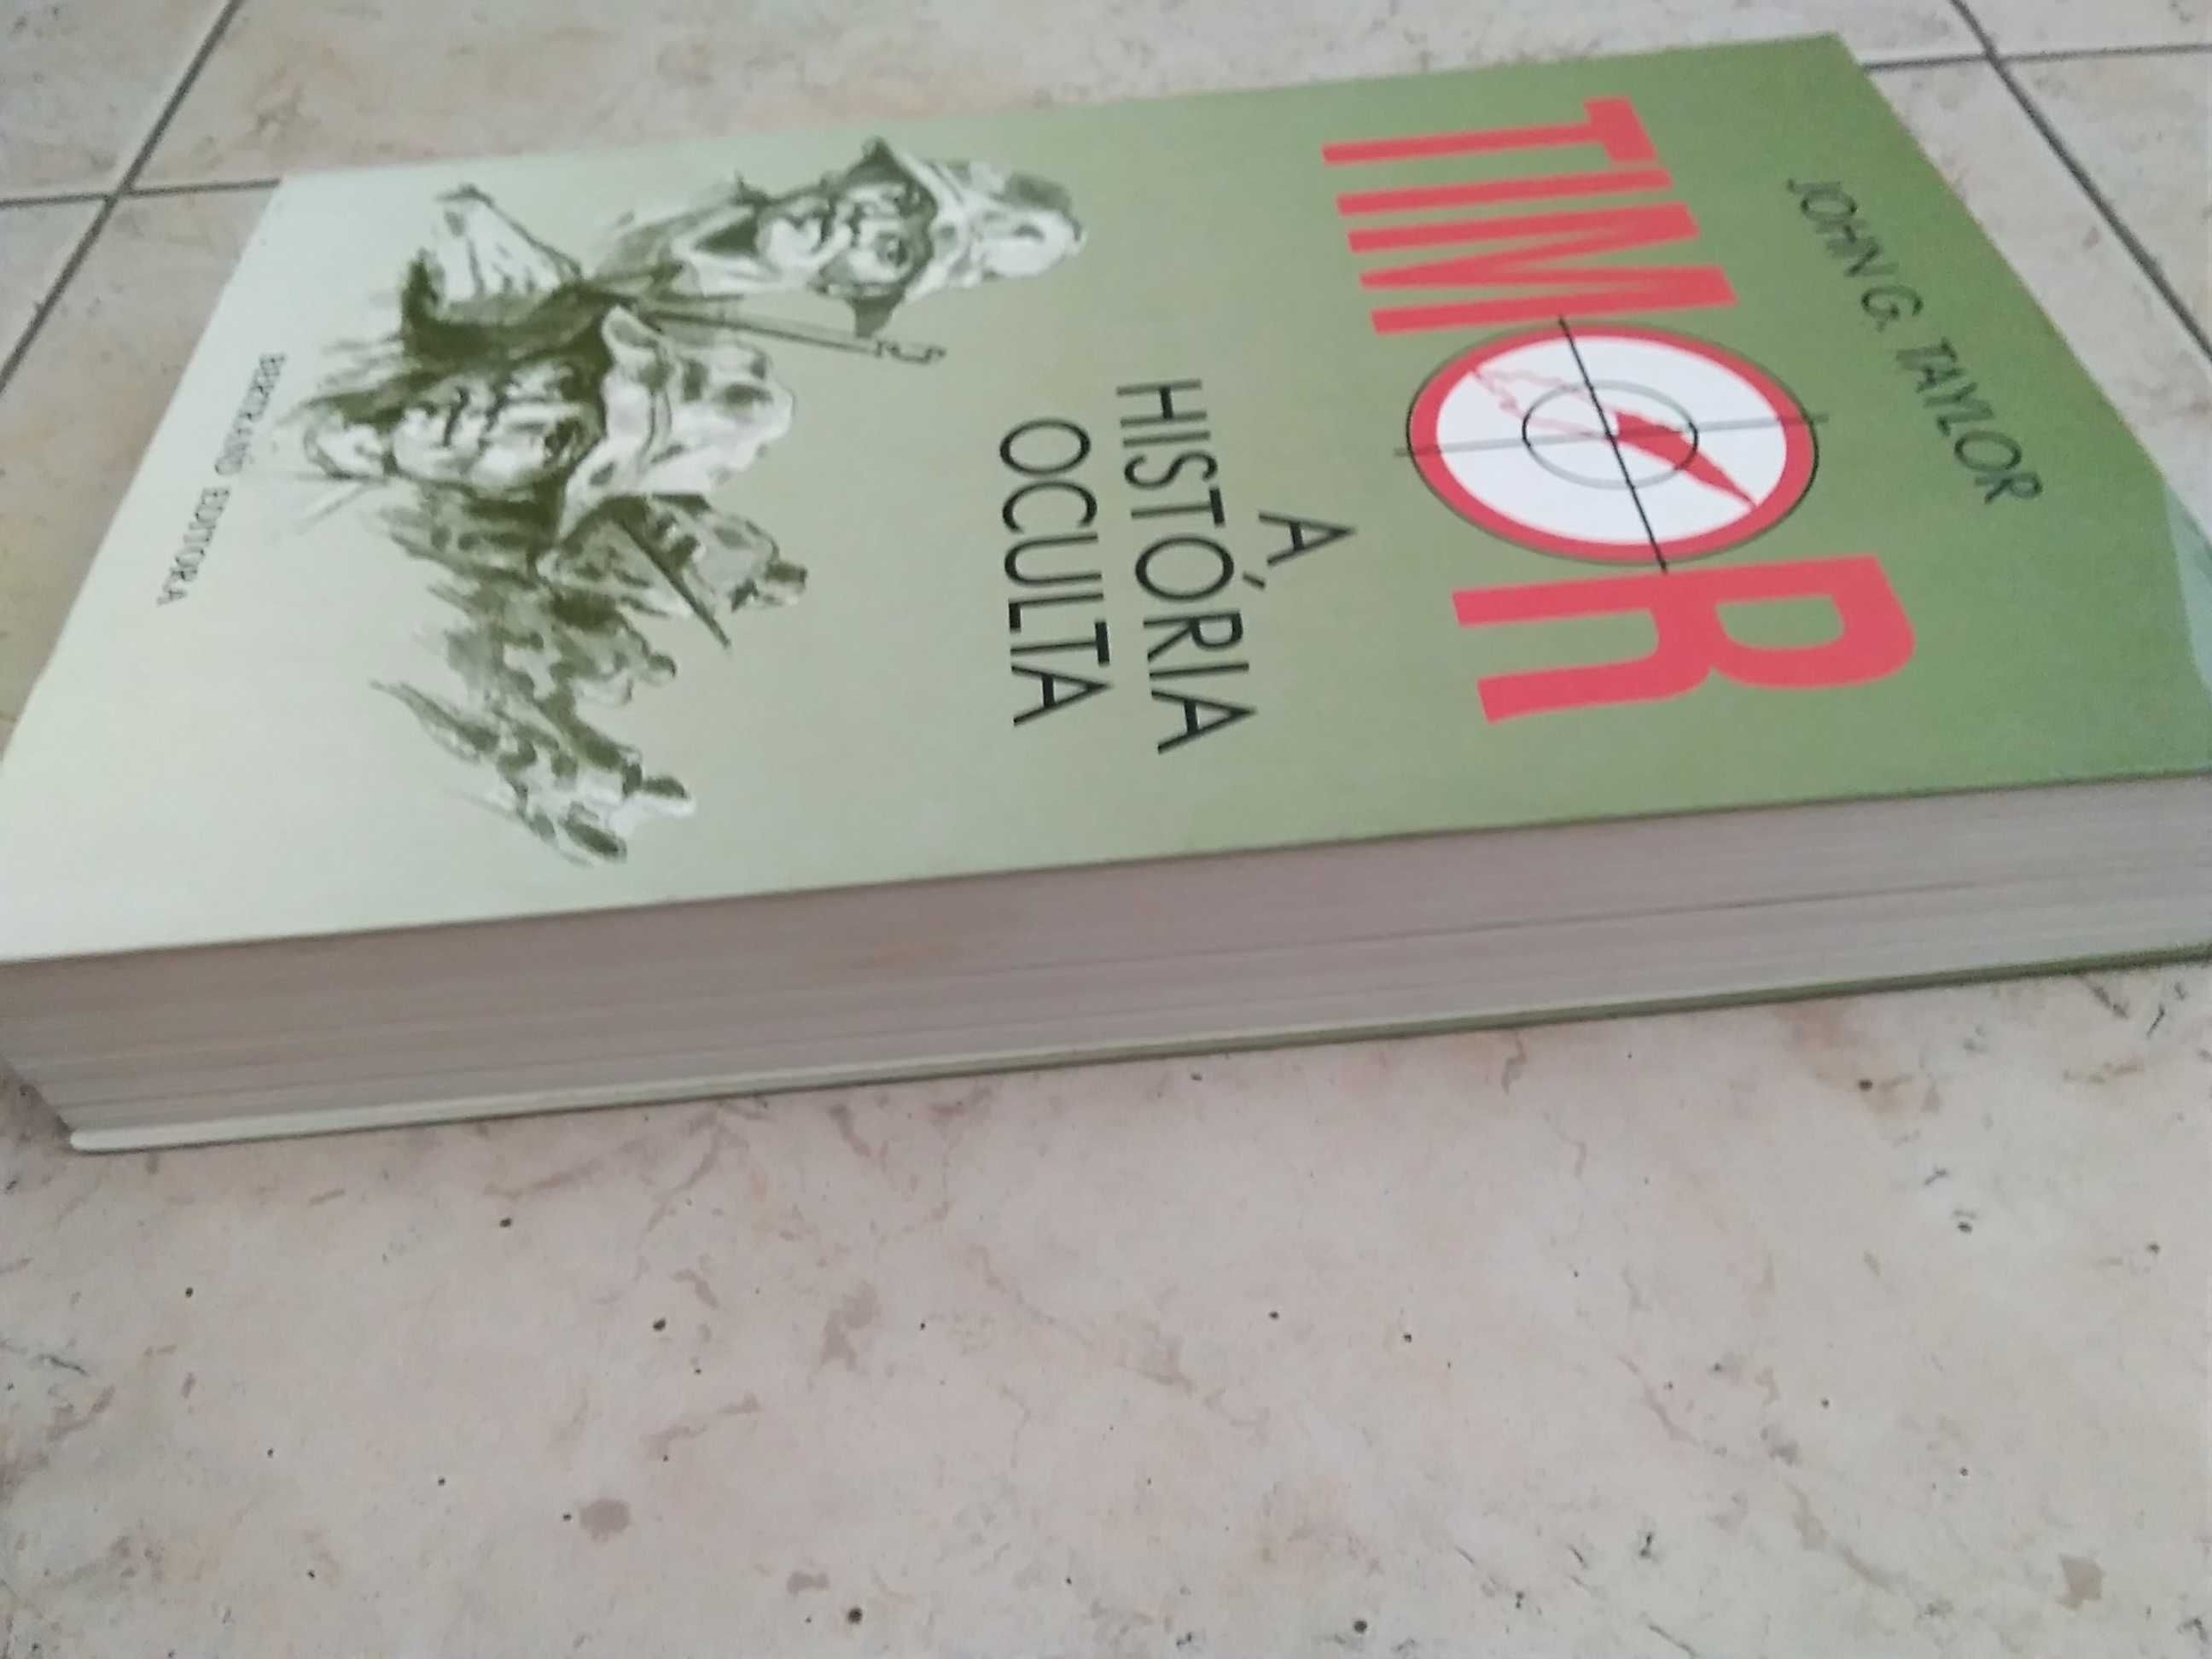 JOHN G. TAYLOR
TIMOR
A
HISTÓRIA
OCULTA
BERTRAND EDITORA